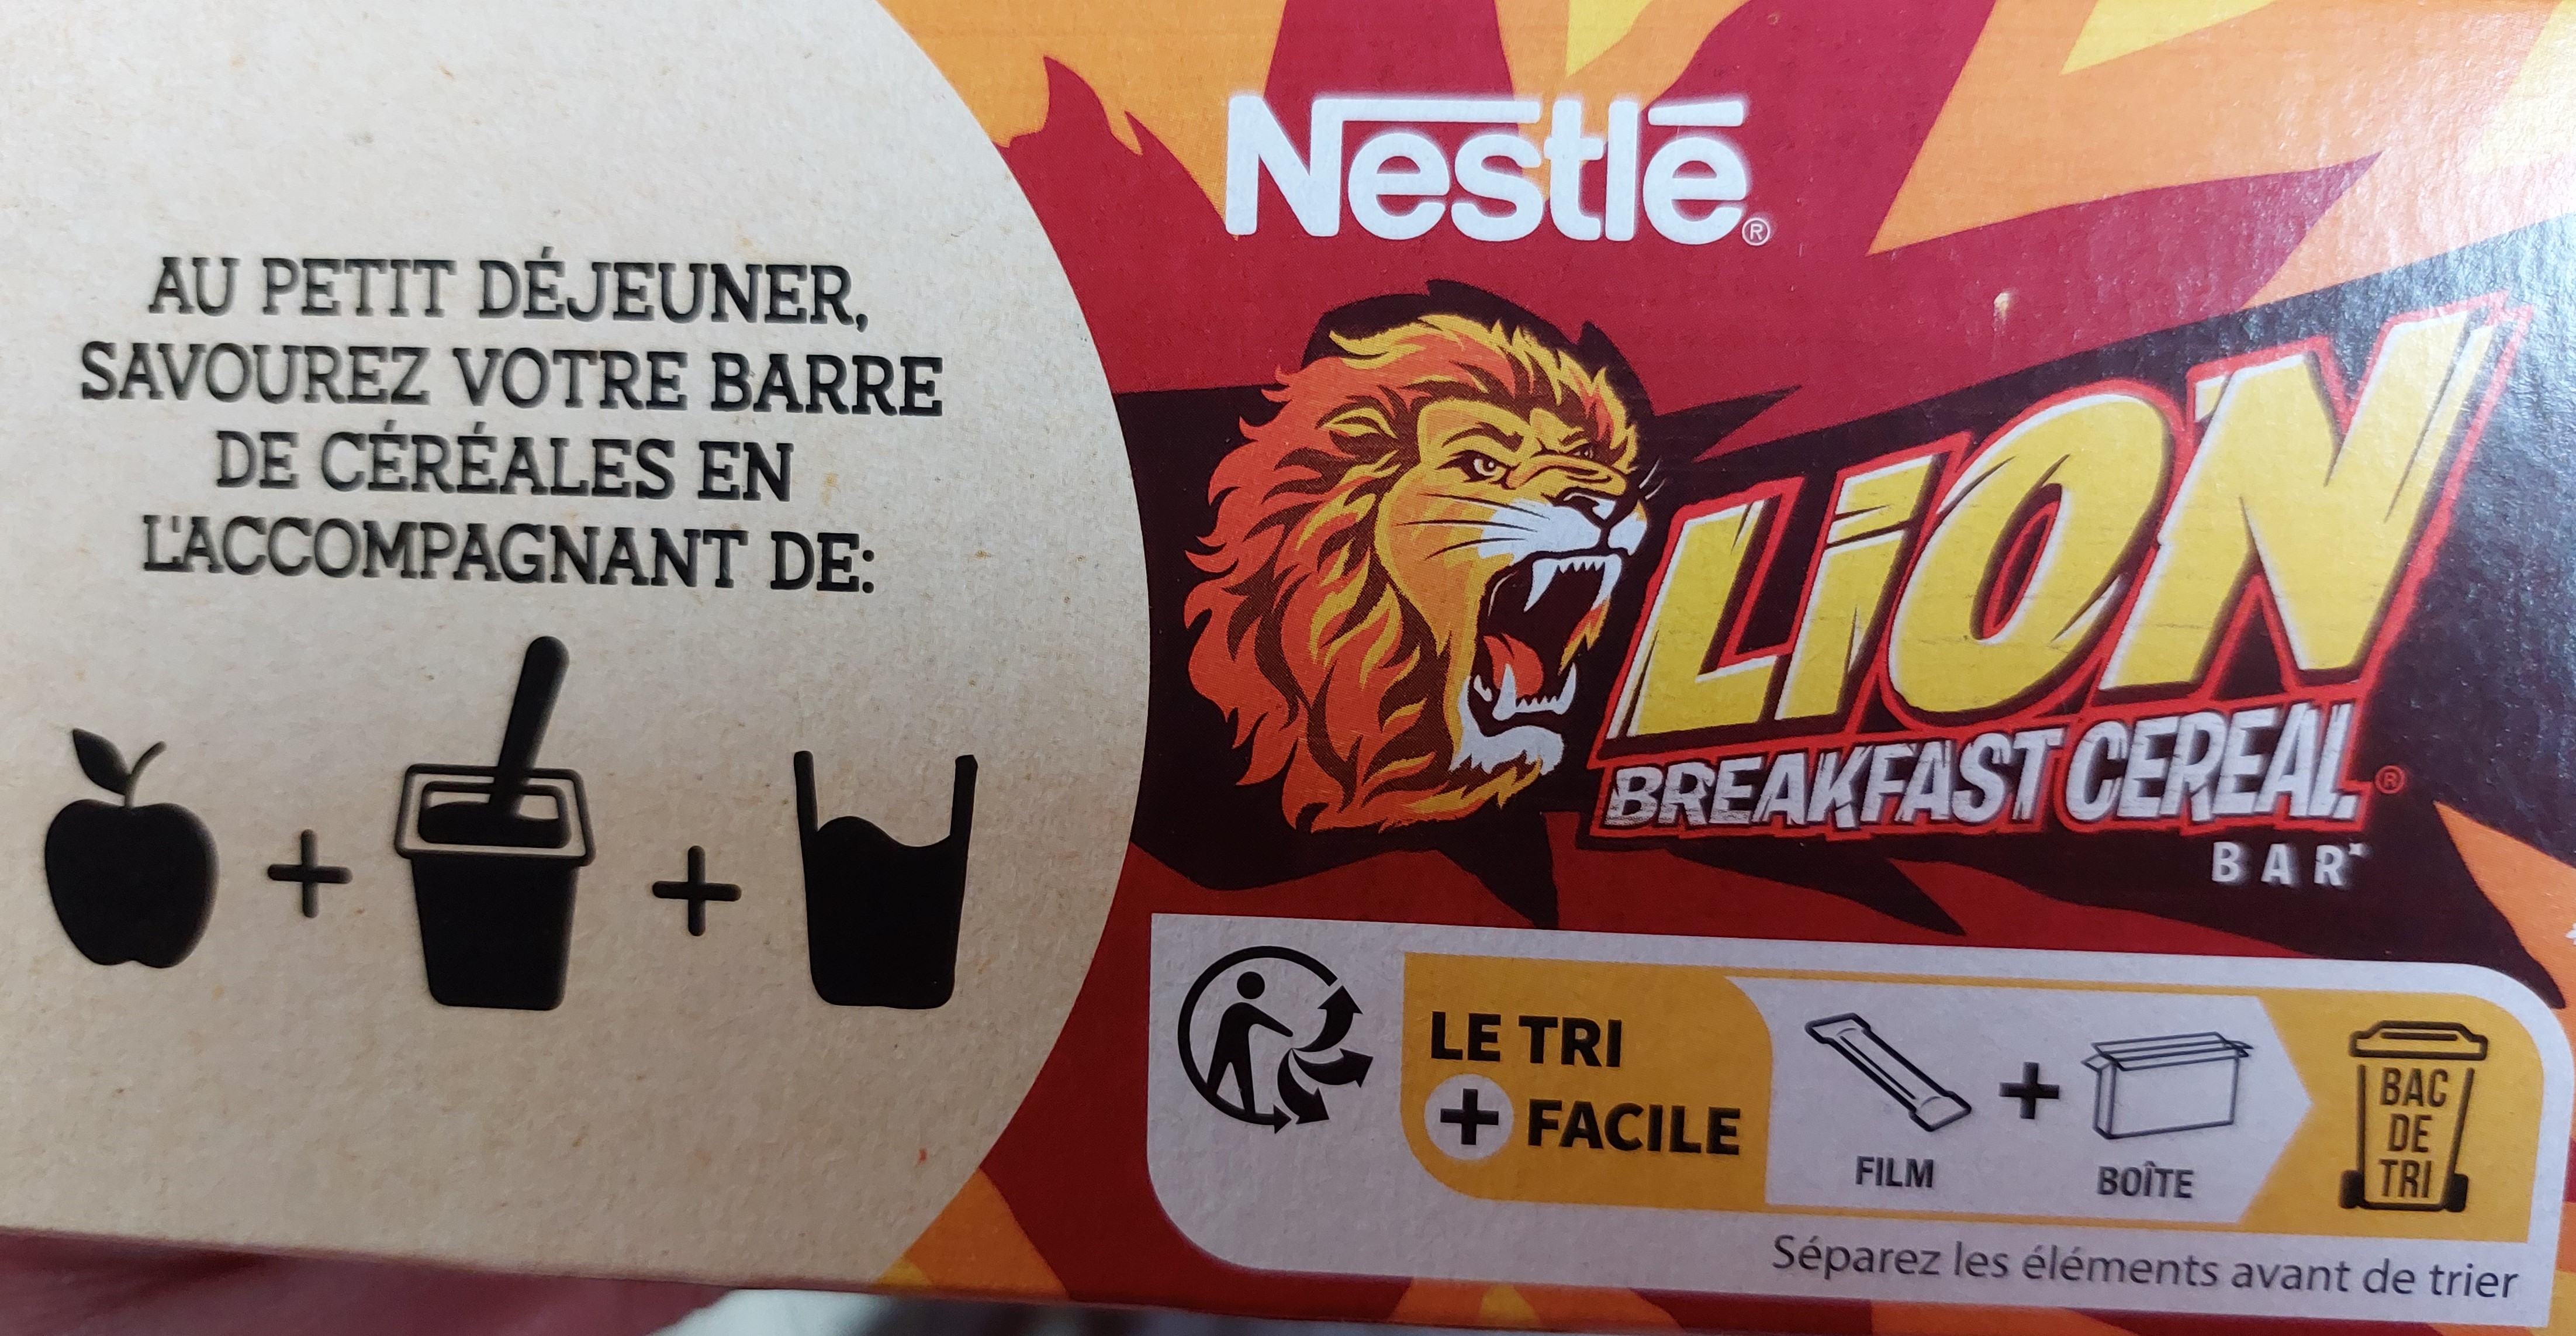 AU PETIT DÉJEUNER,
SAVOUREZ VOTRE BARRE
DE CÉRÉALES EN
L'ACCOMPAGNANT DE:
+ +
Nestlé®
LION
BREAKFAST CEREAL®
BAR*
LE TRI
+ FACILE
FILM
+
BOÎTE
BAC
DE
TRI
Séparez les éléments avant de trier